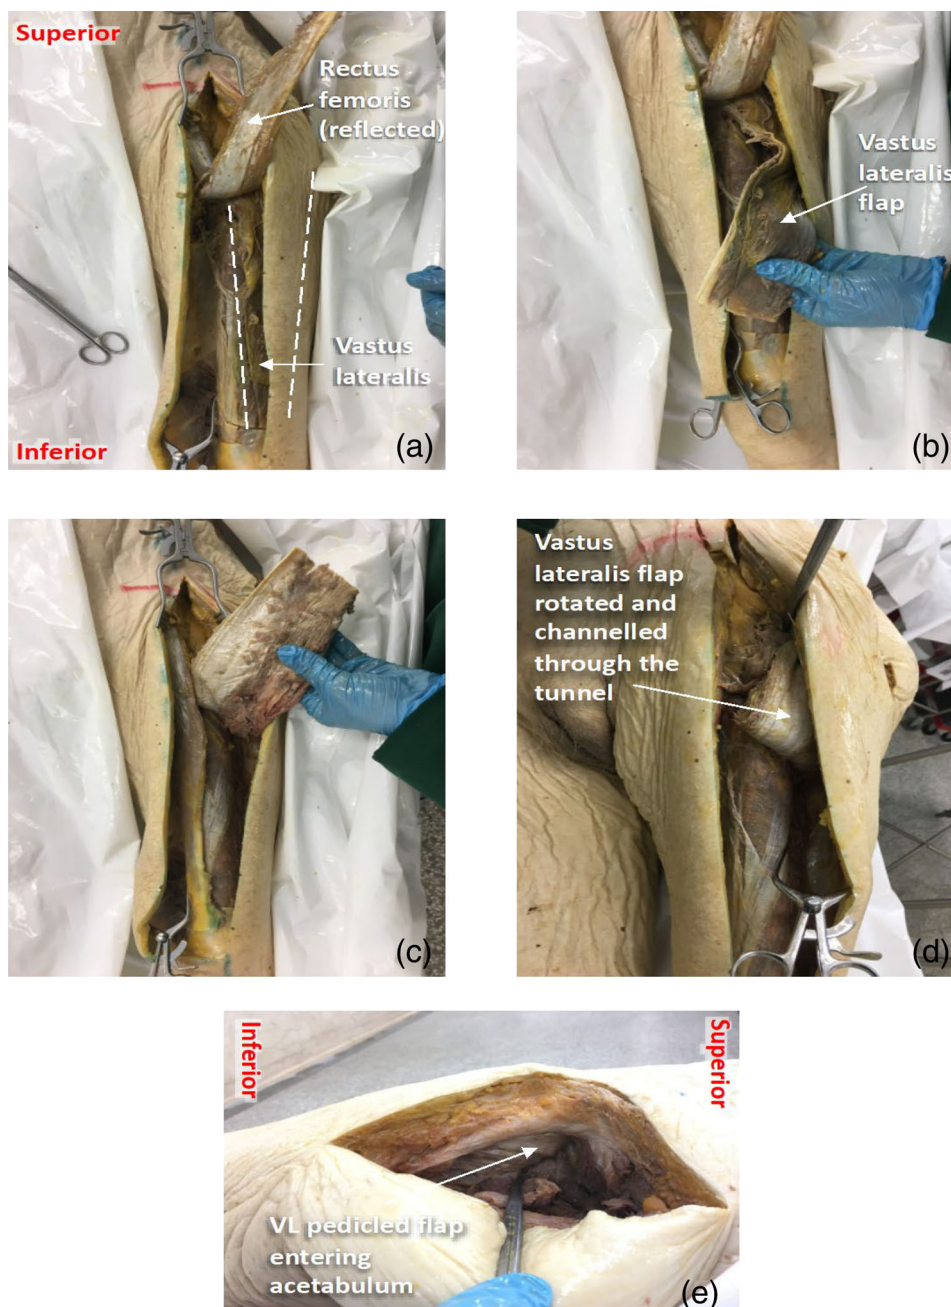 Superior
Rectus
femoris
(reflected)
Vastus
lateralis
Inferior
(a)
Vastus
lateralis
flap
(b)
(c)
Vastus
lateralis flap
rotated and
channelled
through the
tunnel
(d)
Inferior
Superior
VL pedicled flap
entering
acetabulum
(e)